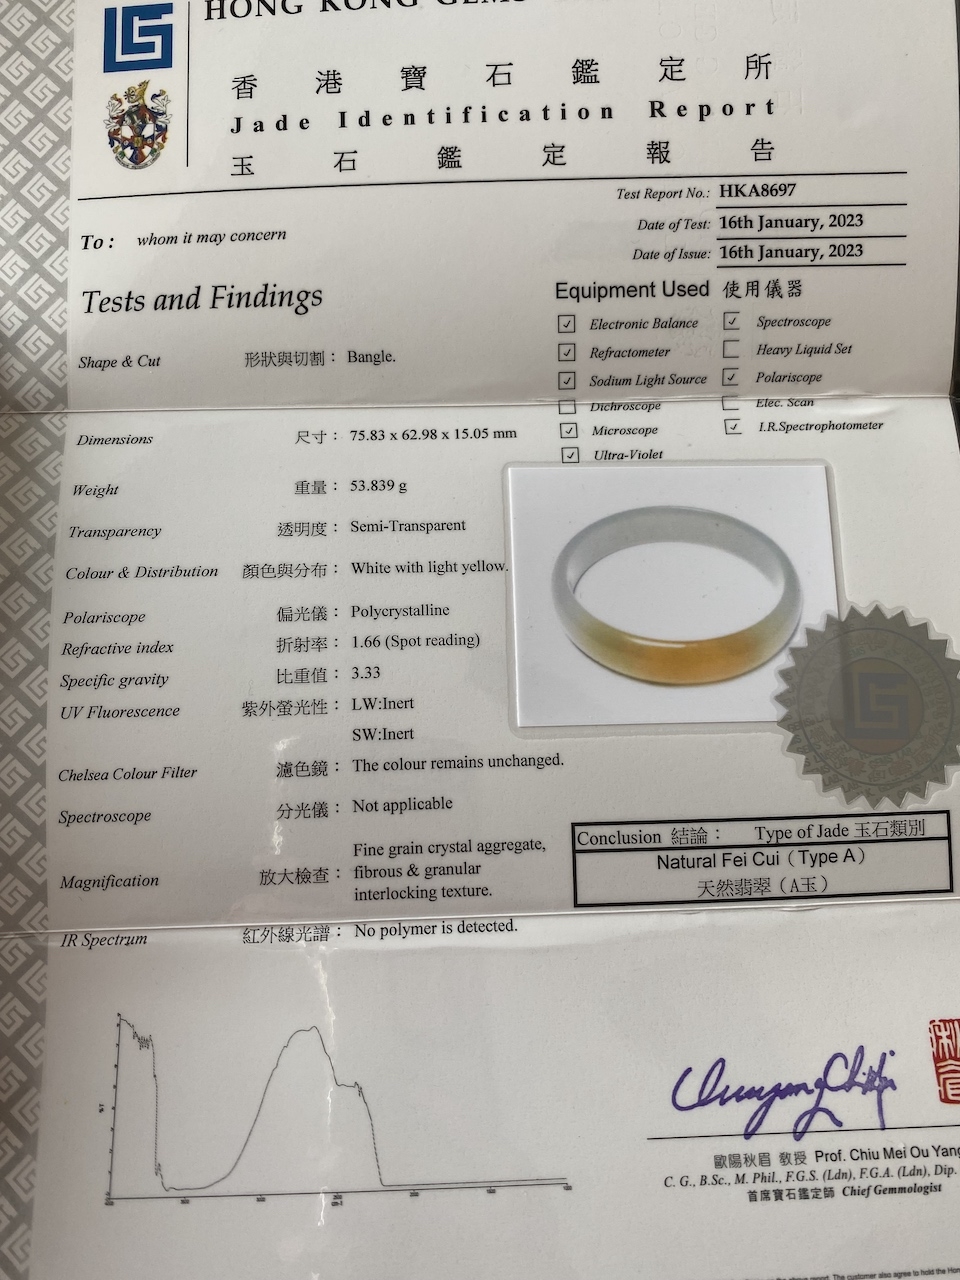 HONG KONG GEMS
香港寶石鑑定所
Jade Identification Report
玉石鑑定報告
Test Report No.: HKA8697
Date of Test: 16th January, 2023
Date of Issue: 16th January, 2023
To : whom it may concern
Tests and Findings
Equipment Used 使用儀器
Electronic Balance
Spectroscope
Refractometer
Heavy Liquid Set
Sodium Light Source
Polariscope
Dichroscope
Elec. Scan
Microscope
I.R.Spectrophotometer
Ultra-Violet
Shape & Cut 形狀與切割： Bangle.
Dimensions 尺寸： 75.83 x 62.98 x 15.05 mm
Weight 重量： 53.839 g
Transparency 透明度： Semi-Transparent
Colour & Distribution 顏色與分布： White with light yellow.
Polariscope 偏光儀： Polycrystalline
Refractive index 折射率： 1.66 (Spot reading)
Specific gravity 比重值： 3.33
UV Fluorescence 紫外螢光性： LW:Inert
SW:Inert
Chelsea Colour Filter 濾色鏡： The colour remains unchanged.
Spectroscope 分光儀： Not applicable
Magnification 放大檢查： Fine grain crystal aggregate,
fibrous & granular
interlocking texture.
IR Spectrum 紅外線光譜： No polymer is detected.
Conclusion 結論： Type of Jade 玉石類別
Natural Fei Cui（Type A）
天然翡翠（A玉）
歐陽秋眉 教授 Prof. Chiu Mei Ou Yang
C. G., B.Sc., M. Phil., F.G.S. (Ldn), F.G.A. (Ldn), Dip.
首席寶石鑑定師 Chief Gemmologist
above report. The customer also agree to hold the Hon